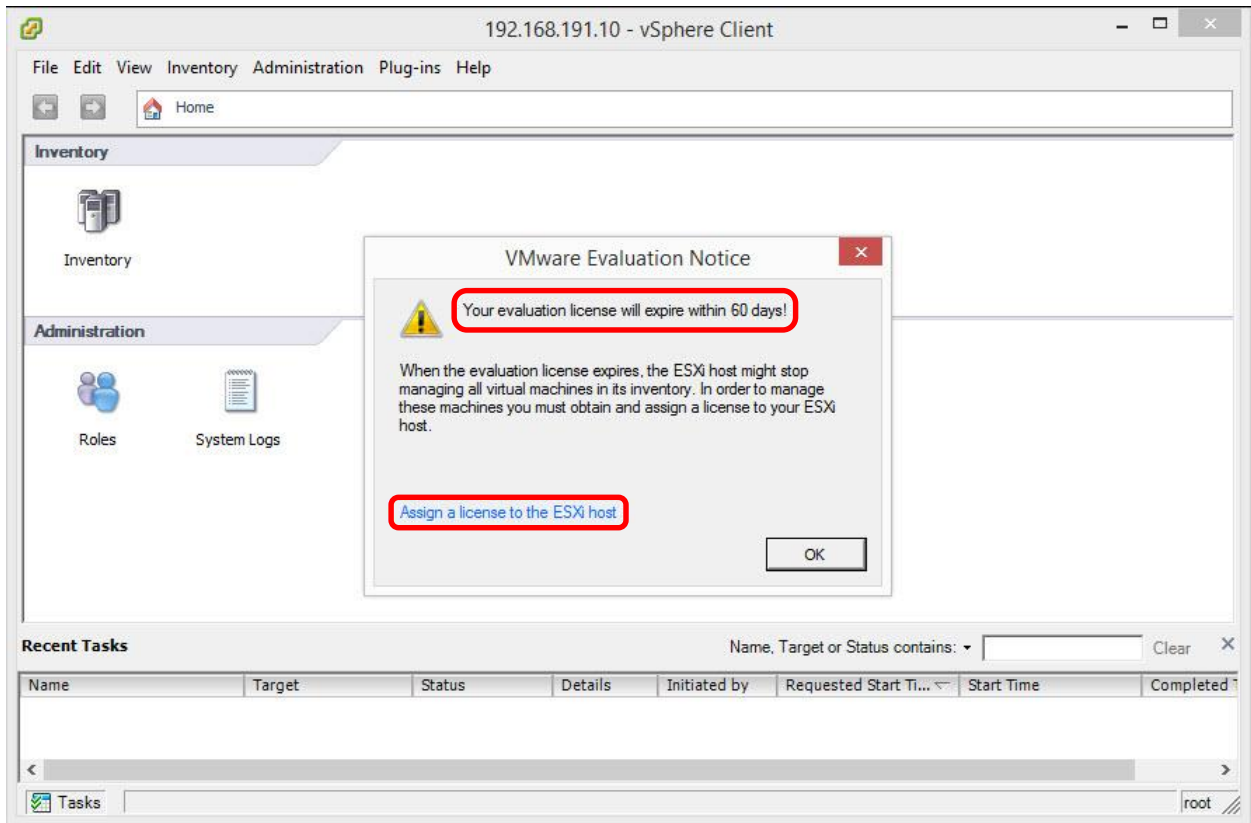 192.168.191.10 - vSphere Client
File Edit View Inventory Administration Plug-ins Help
Home
Inventory
Inventory
Administration
Roles
System Logs
VMware Evaluation Notice
Your evaluation license will expire within 60 days!
When the evaluation license expires, the ESXi host might stop
managing all virtual machines in its inventory. In order to manage
these machines you must obtain and assign a license to your ESXi
host.
Assign a license to the ESXi host
OK
Recent Tasks
Name, Target or Status contains:
Clear
Name Target Status Details Initiated by Requested Start Ti... Start Time Completed
Tasks
root